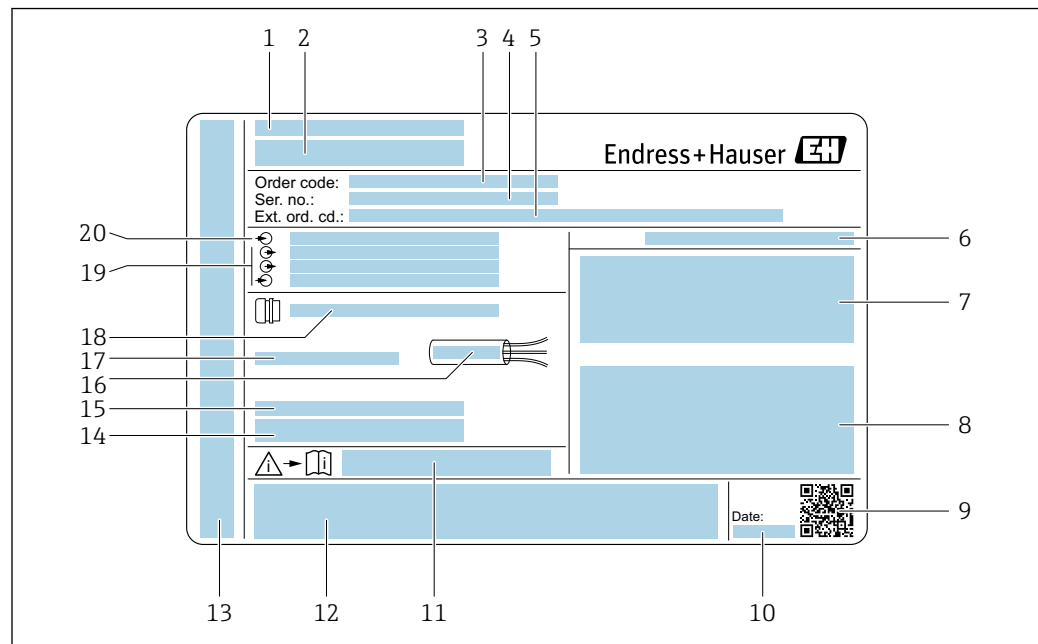 1 2 3 4 5
Endress+Hauser EH
Order code:
Ser. no.:
Ext. ord. cd.:
20
6
19
7
18
17
16
15
14
8
i i
9
Date:
13 12 11 10